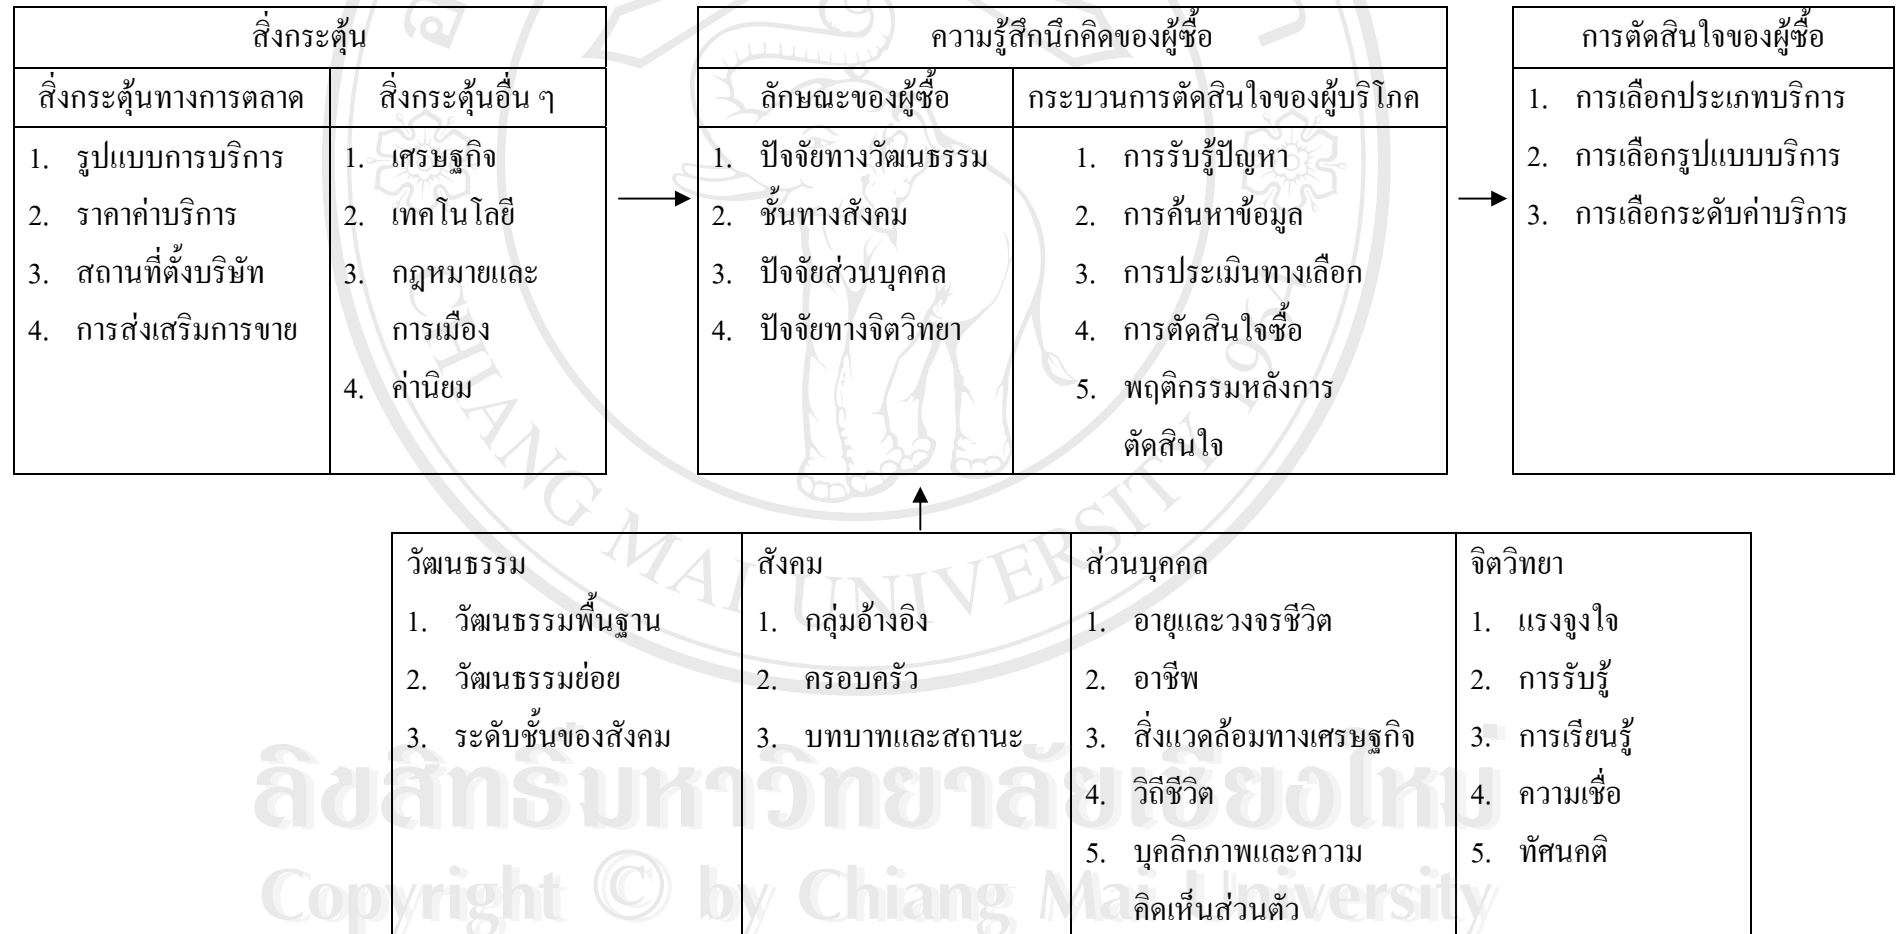 สิ่งกระตุ้น
สิ่งกระตุ้นทางการตลาด
1. รูปแบบการบริการ
2. ราคาค่าบริการ
3. สถานที่ตั้งบริษัท
4. การส่งเสริมการขาย
สิ่งกระตุ้นอื่น ๆ
1. เศรษฐกิจ
2. เทคโนโลยี
3. กฎหมายและ
การเมือง
4. ค่านิยม
ความรู้สึกนึกคิดของผู้ซื้อ
ลักษณะของผู้ซื้อ
1. ปัจจัยทางวัฒนธรรม
2. ชั้นทางสังคม
3. ปัจจัยส่วนบุคคล
4. ปัจจัยทางจิตวิทยา
กระบวนการตัดสินใจของผู้บริโภค
1. การรับรู้ปัญหา
2. การค้นหาข้อมูล
3. การประเมินทางเลือก
4. การตัดสินใจซื้อ
5. พฤติกรรมหลังการ
ตัดสินใจ
การตัดสินใจของผู้ซื้อ
1. การเลือกประเภทบริการ
2. การเลือกรูปแบบบริการ
3. การเลือกระดับค่าบริการ
วัฒนธรรม
1. วัฒนธรรมพื้นฐาน
2. วัฒนธรรมย่อย
3. ระดับชั้นของสังคม
สังคม
1. กลุ่มอ้างอิง
2. ครอบครัว
3. บทบาทและสถานะ
ส่วนบุคคล
1. อายุและวงจรชีวิต
2. อาชีพ
3. สิ่งแวดล้อมทางเศรษฐกิจ
4. วิถีชีวิต
5. บุคลิกภาพและความ
คิดเห็นส่วนตัว
จิตวิทยา
1. แรงจูงใจ
2. การรับรู้
3. การเรียนรู้
4. ความเชื่อ
5. ทัศนคติ
CHIANG MAI UNIVERSITY
ลิขสิทธิ์มหาวิทยาลัยเชียงใหม่
Copyright © by Chiang Mai University